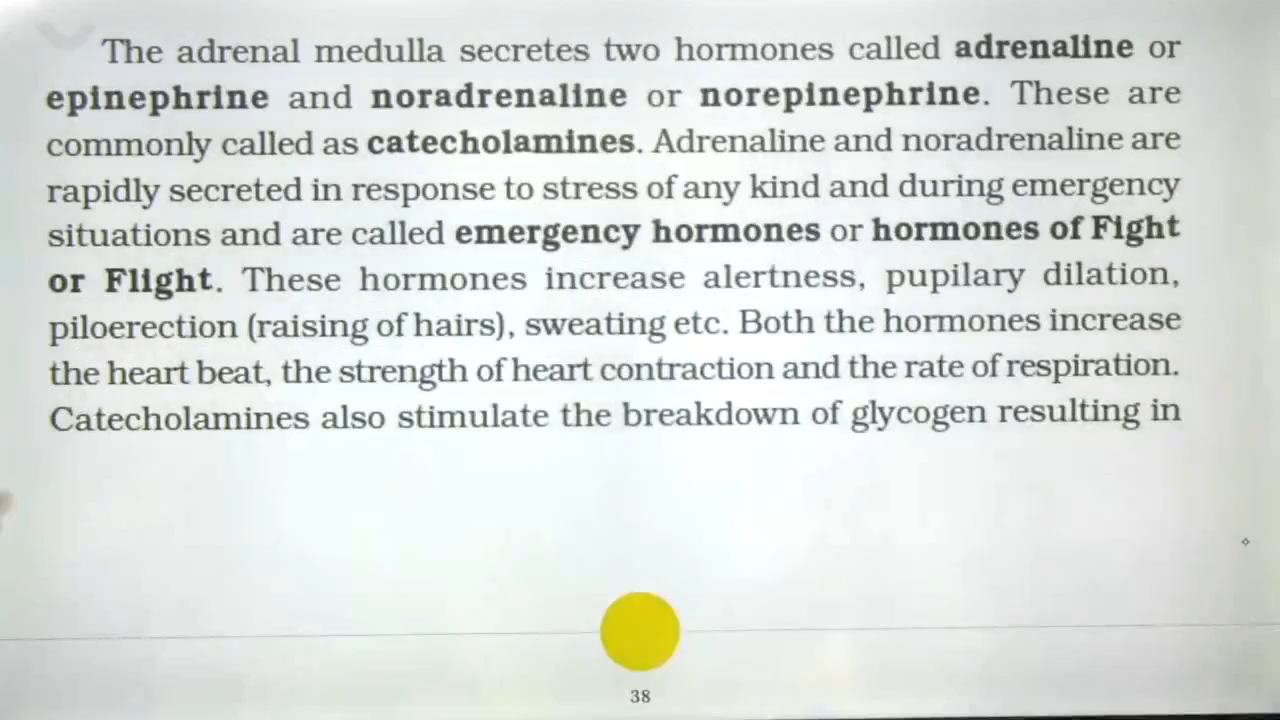 The adrenal medulla secretes two hormones called adrenaline or
epinephrine and noradrenaline or norepinephrine. These are
commonly called as catecholamines. Adrenaline and noradrenaline are
rapidly secreted in response to stress of any kind and during emergency
situations and are called emergency hormones or hormones of Fight
or Flight. These hormones increase alertness, pupilary dilation,
piloerection (raising of hairs), sweating etc. Both the hormones increase
the heart beat, the strength of heart contraction and the rate of respiration.
Catecholamines also stimulate the breakdown of glycogen resulting in
38